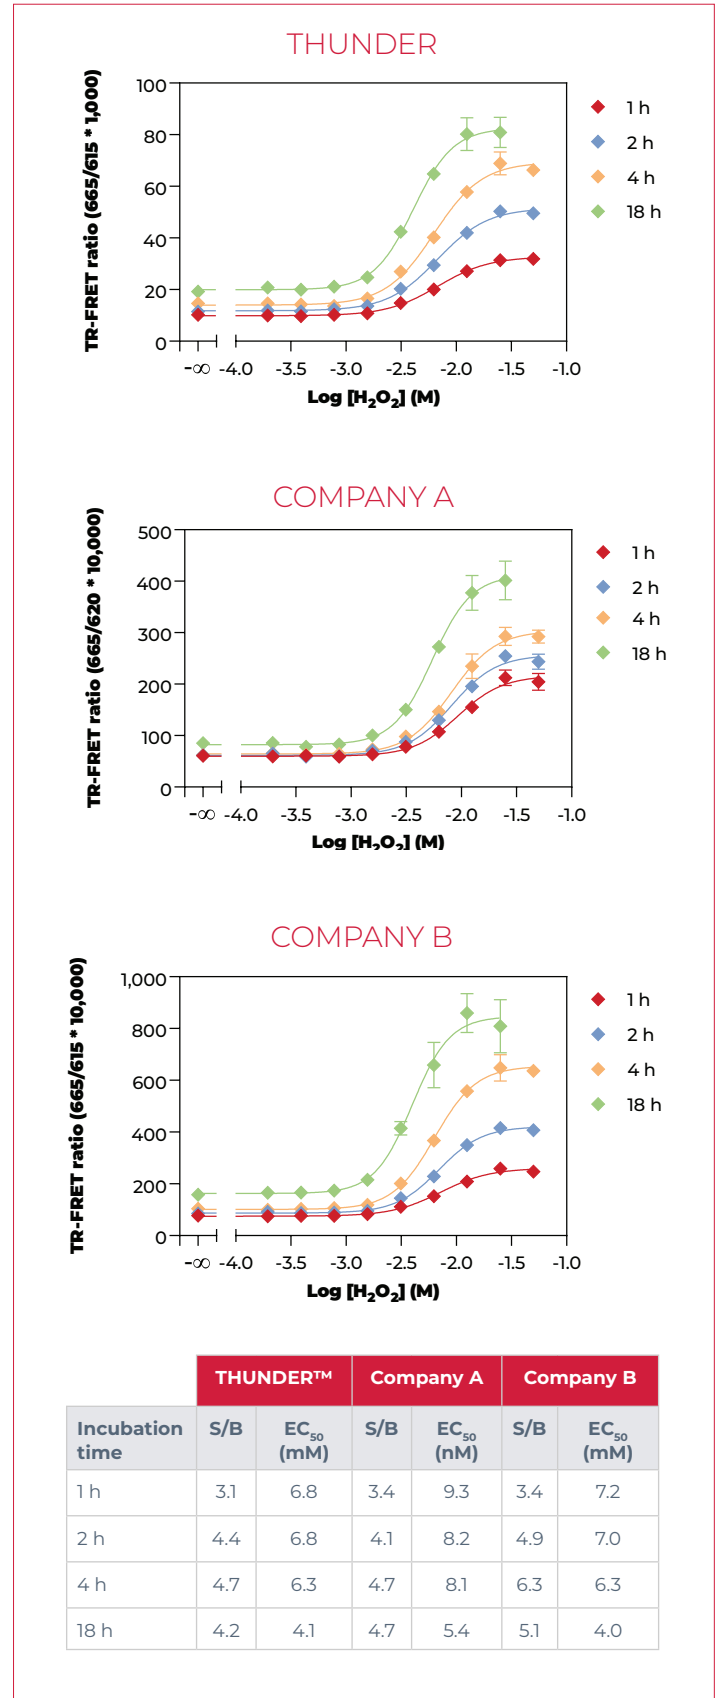 THUNDER
TR-FRET ratio (665/615 * 1,000)
100
80
60
40
20
0
-∞ -4.0 -3.5 -3.0 -2.5 -2.0 -1.5 -1.0
Log [H₂O₂] (M)
1 h
2 h
4 h
18 h
COMPANY A
TR-FRET ratio (665/620 * 10,000)
500
400
300
200
100
0
-∞ -4.0 -3.5 -3.0 -2.5 -2.0 -1.5 -1.0
Log [H₂O₂] (M)
1 h
2 h
4 h
18 h
COMPANY B
TR-FRET ratio (665/615 * 10,000)
1,000
800
600
400
200
0
-∞ -4.0 -3.5 -3.0 -2.5 -2.0 -1.5 -1.0
Log [H₂O₂] (M)
1 h
2 h
4 h
18 h
THUNDER™ Company A Company B
Incubation time S/B EC₅₀ (mM) S/B EC₅₀ (nM) S/B EC₅₀ (mM)
1 h 3.1 6.8 3.4 9.3 3.4 7.2
2 h 4.4 6.8 4.1 8.2 4.9 7.0
4 h 4.7 6.3 4.7 8.1 6.3 6.3
18 h 4.2 4.1 4.7 5.4 5.1 4.0